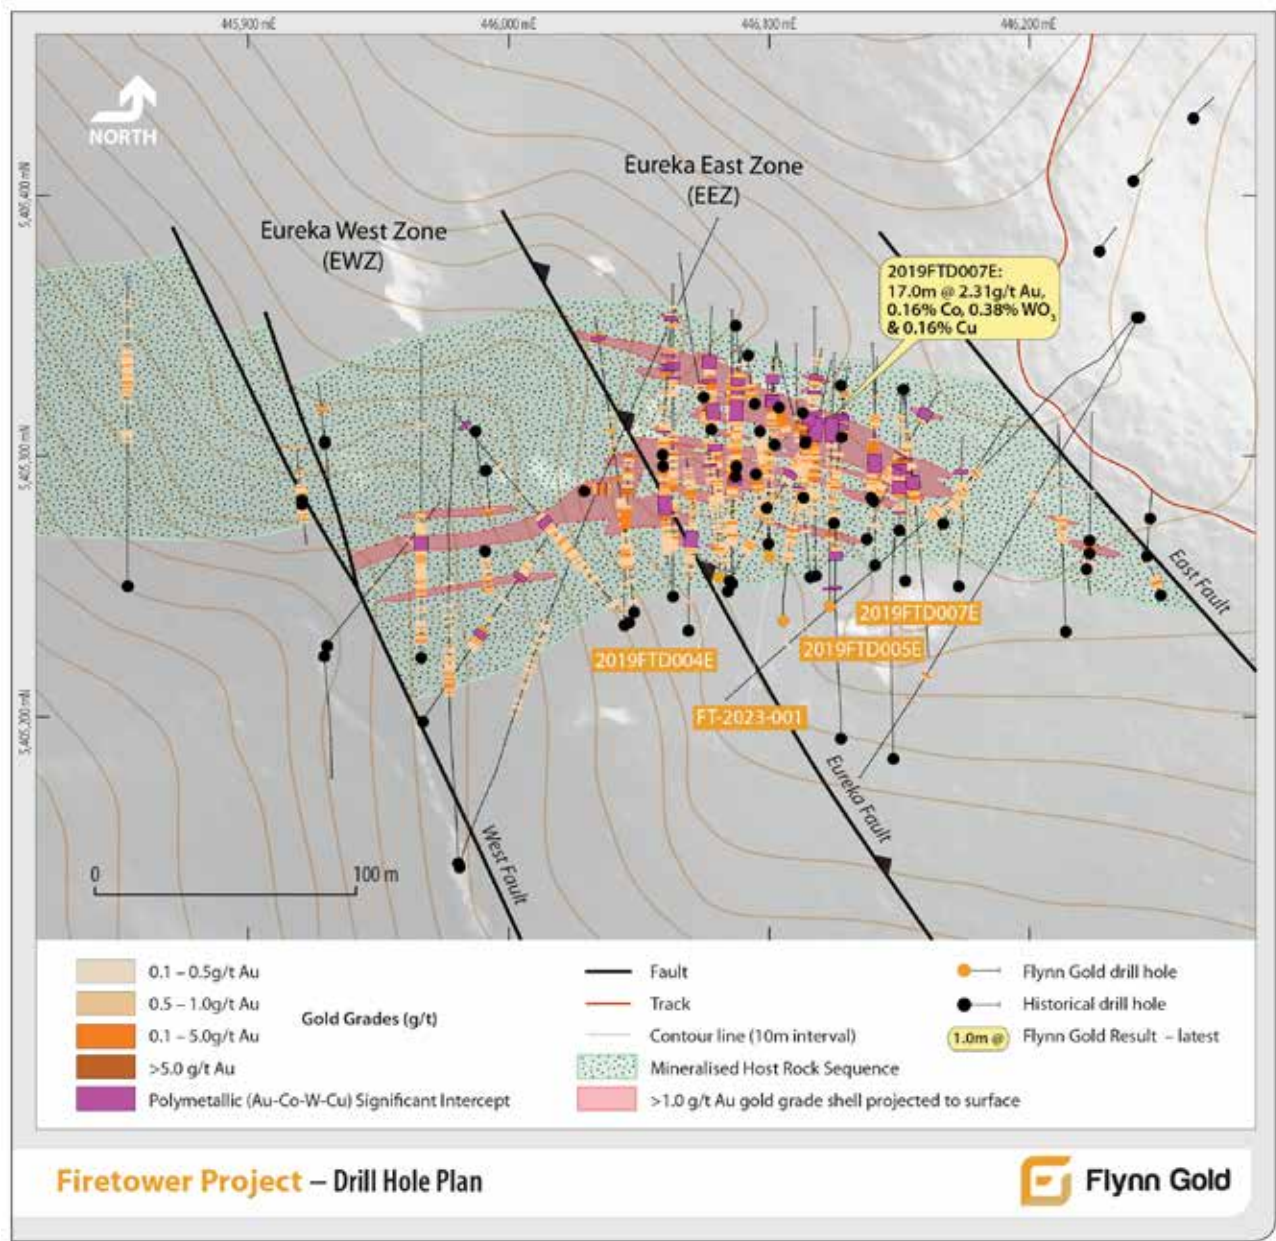 445,900 mE
446,000 mE
446,100 mE
446,200 mE
5,405,400 mN
5,405,300 mN
5,405,200 mN
NORTH
Eureka East Zone
(EEZ)
Eureka West Zone
(EWZ)
2019FTD007E:
17.0m @ 2.31g/t Au,
0.16% Co, 0.38% WO₃
& 0.16% Cu
East Fault
2019FTD007E
2019FTD005E
2019FTD004E
FT-2023-001
Eureka Fault
West Fault
0 100 m
0.1 – 0.5g/t Au
0.5 – 1.0g/t Au
Gold Grades (g/t)
0.1 – 5.0g/t Au
>5.0 g/t Au
Polymetallic (Au-Co-W-Cu) Significant Intercept
Fault
Track
Contour line (10m interval)
Mineralised Host Rock Sequence
>1.0 g/t Au gold grade shell projected to surface
Flynn Gold drill hole
Historical drill hole
1.0m @ Flynn Gold Result – latest
Firetower Project – Drill Hole Plan
Flynn Gold